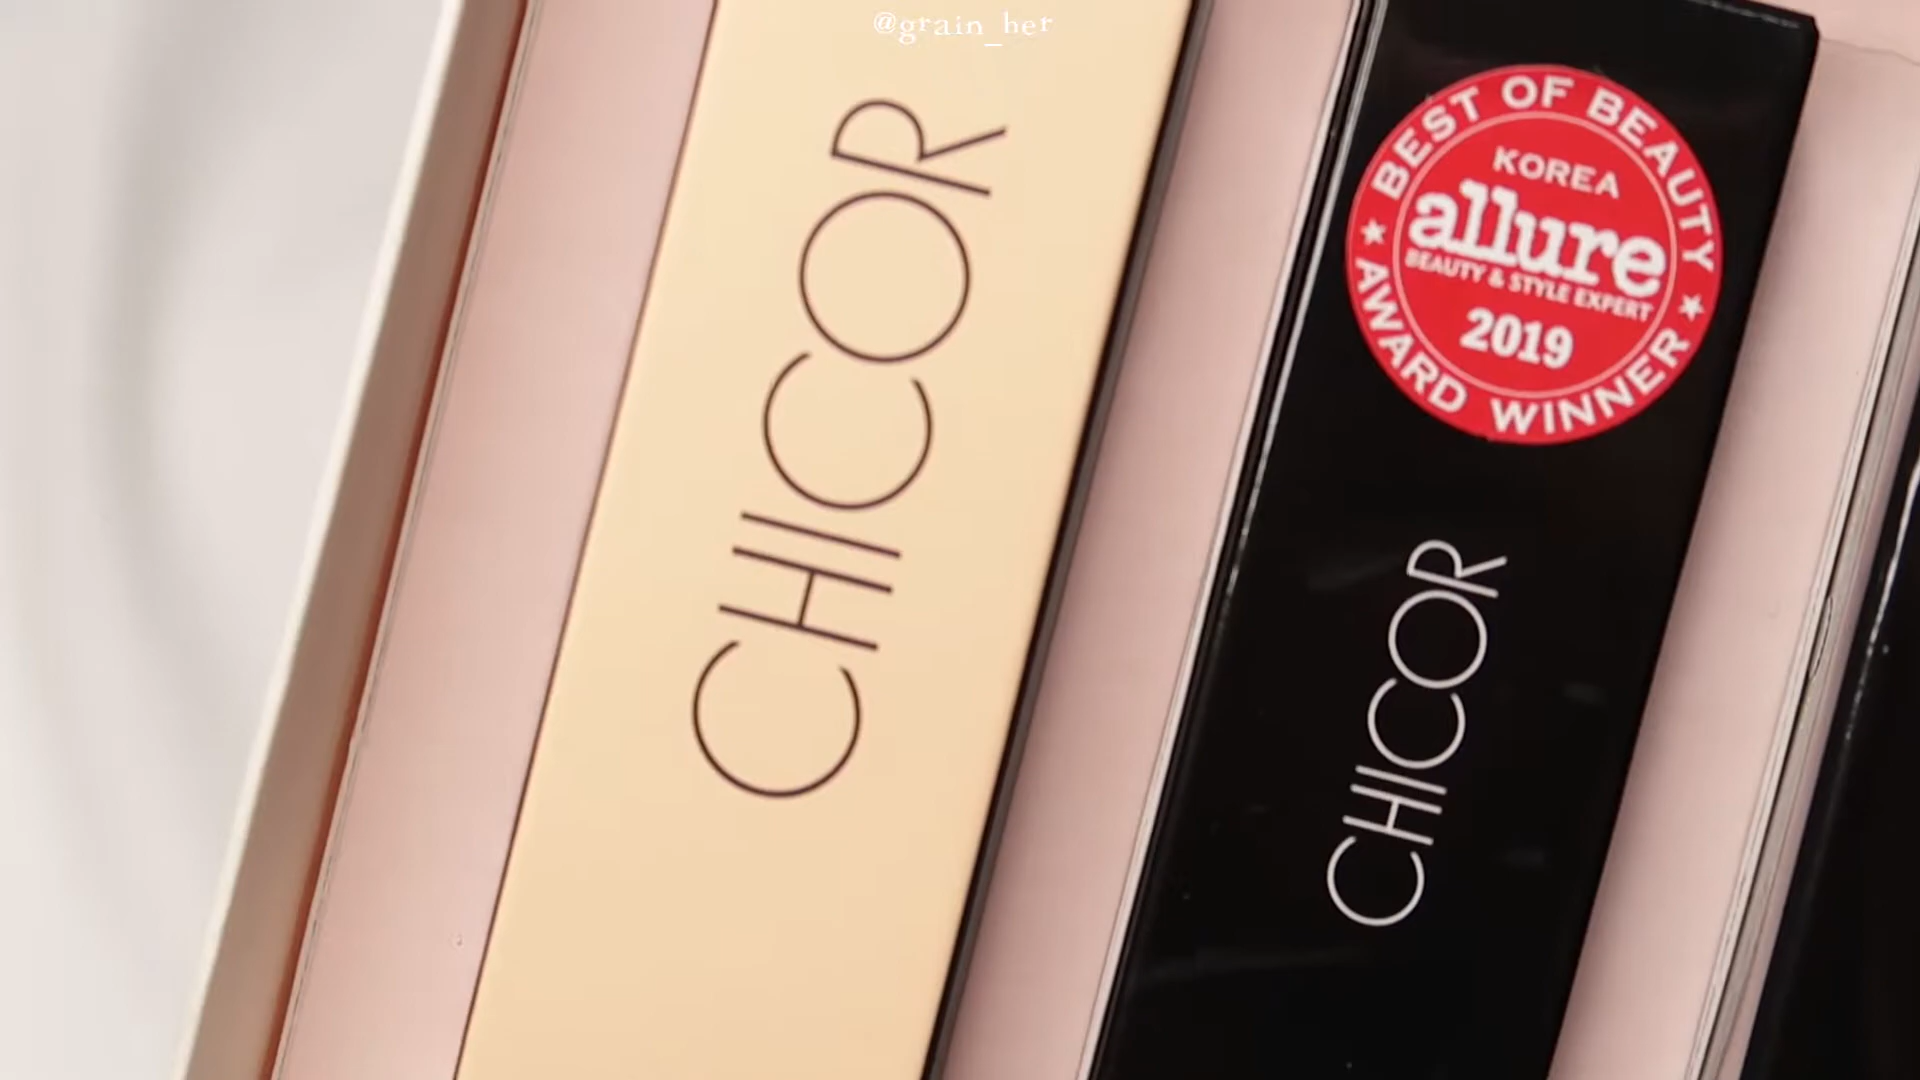 @grain_her
CHICOR
BEST OF BEAUTY
KOREA
allure
BEAUTY & STYLE EXPERT
2019
AWARD WINNER
CHICOR